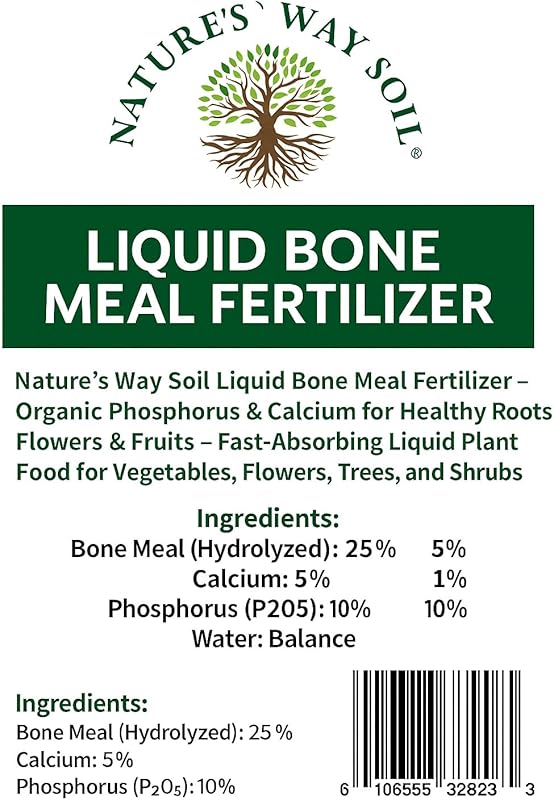 NATURE'S WAY SOIL®
LIQUID BONE
MEAL FERTILIZER
Nature's Way Soil Liquid Bone Meal Fertilizer –
Organic Phosphorus & Calcium for Healthy Roots
Flowers & Fruits – Fast-Absorbing Liquid Plant
Food for Vegetables, Flowers, Trees, and Shrubs
Ingredients:
Bone Meal (Hydrolyzed): 25% 5%
Calcium: 5% 1%
Phosphorus (P205): 10% 10%
Water: Balance
Ingredients:
Bone Meal (Hydrolyzed): 25%
Calcium: 5%
Phosphorus (P₂O₅): 10%
6 106555 32823 3